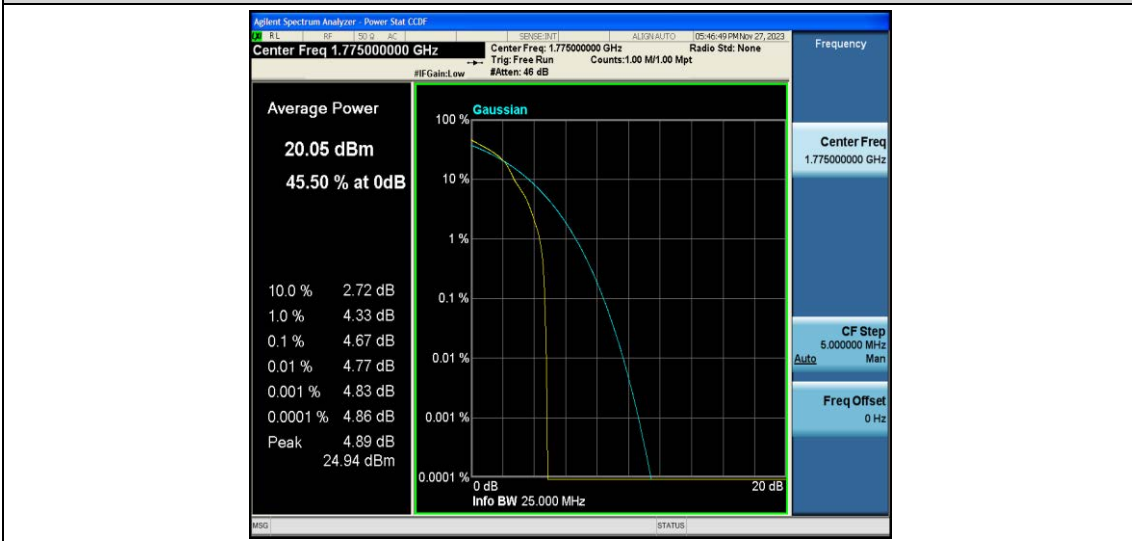 Agilent Spectrum Analyzer - Power Stat CCDF
RL RF 50 Ω AC SENSE:INT ALIGNAUTO 05:46:49 PM Nov 27, 2023
Center Freq 1.775000000 GHz
Center Freq: 1.775000000 GHz Radio Std: None
Trig: Free Run Counts:1.00 M/1.00 Mpt
#IFGain:Low #Atten: 46 dB
Frequency
Average Power
20.05 dBm
45.50 % at 0dB
10.0 % 2.72 dB
1.0 % 4.33 dB
0.1 % 4.67 dB
0.01 % 4.77 dB
0.001 % 4.83 dB
0.0001 % 4.86 dB
Peak 4.89 dB
24.94 dBm
Gaussian
100 %
10 %
1 %
0.1 %
0.01 %
0.001 %
0.0001 %
0 dB 20 dB
Info BW 25.000 MHz
Center Freq
1.775000000 GHz
CF Step
5.000000 MHz
Auto Man
Freq Offset
0 Hz
MSG STATUS